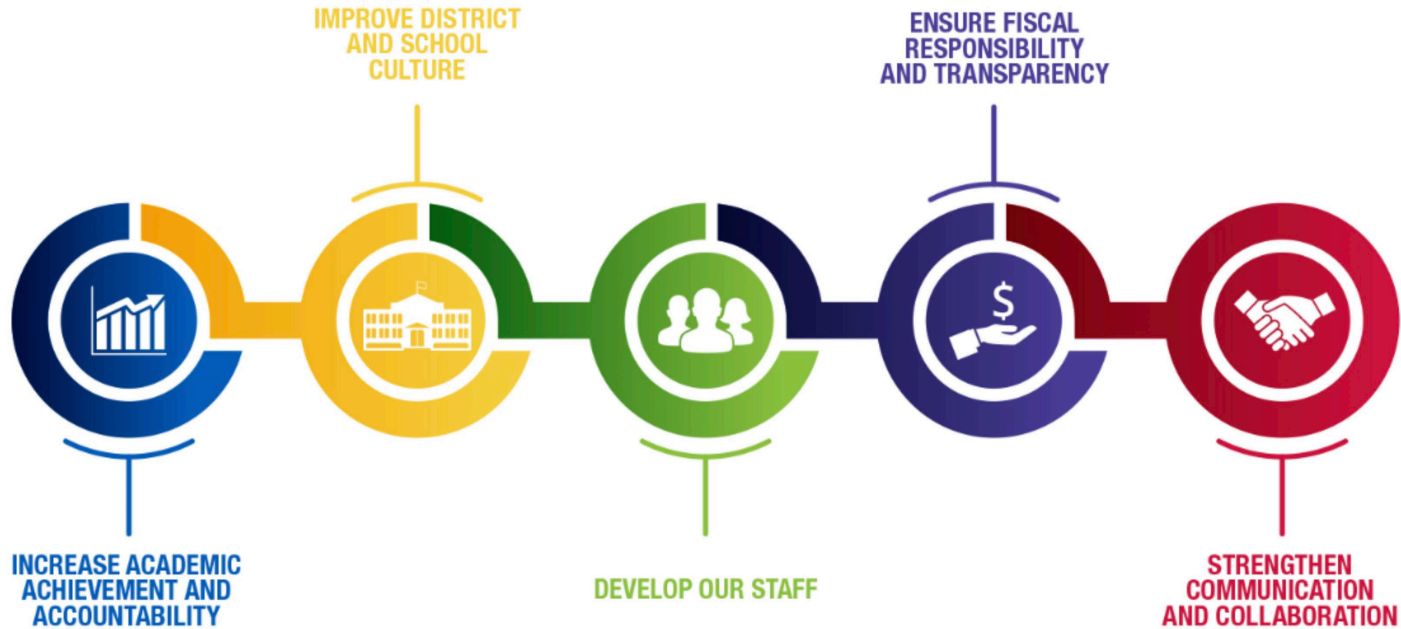 IMPROVE DISTRICT
AND SCHOOL
CULTURE
ENSURE FISCAL
RESPONSIBILITY
AND TRANSPARENCY
$
INCREASE ACADEMIC
ACHIEVEMENT AND
ACCOUNTABILITY
DEVELOP OUR STAFF
STRENGTHEN
COMMUNICATION
AND COLLABORATION